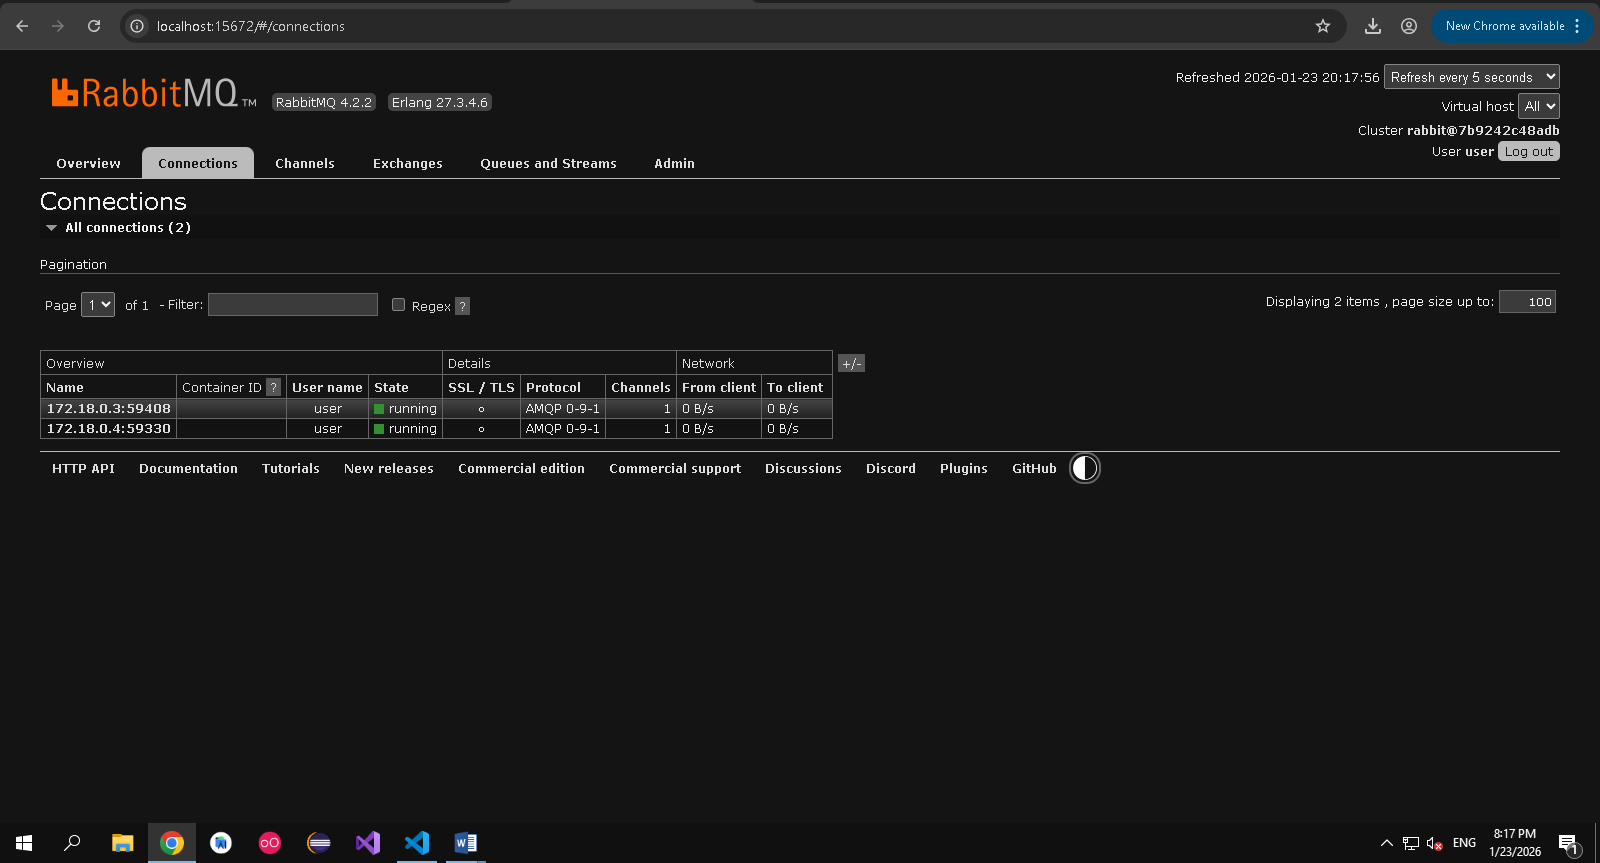 localhost:15672/#/connections
New Chrome available
RabbitMQ TM
RabbitMQ 4.2.2
Erlang 27.3.4.6
Refreshed 2026-01-23 20:17:56
Refresh every 5 seconds
Virtual host All
Cluster rabbit@7b9242c48adb
User user Log out
Overview Connections Channels Exchanges Queues and Streams Admin
Connections
All connections (2)
Pagination
Page 1 of 1 - Filter: Regex ?
Displaying 2 items , page size up to: 100
Overview Details Network +/-
Name Container ID ? User name State SSL / TLS Protocol Channels From client To client
172.18.0.3:59408 user running ○ AMQP 0-9-1 1 0 B/s 0 B/s
172.18.0.4:59330 user running ○ AMQP 0-9-1 1 0 B/s 0 B/s
HTTP API Documentation Tutorials New releases Commercial edition Commercial support Discussions Discord Plugins GitHub
ENG
8:17 PM
1/23/2026
1